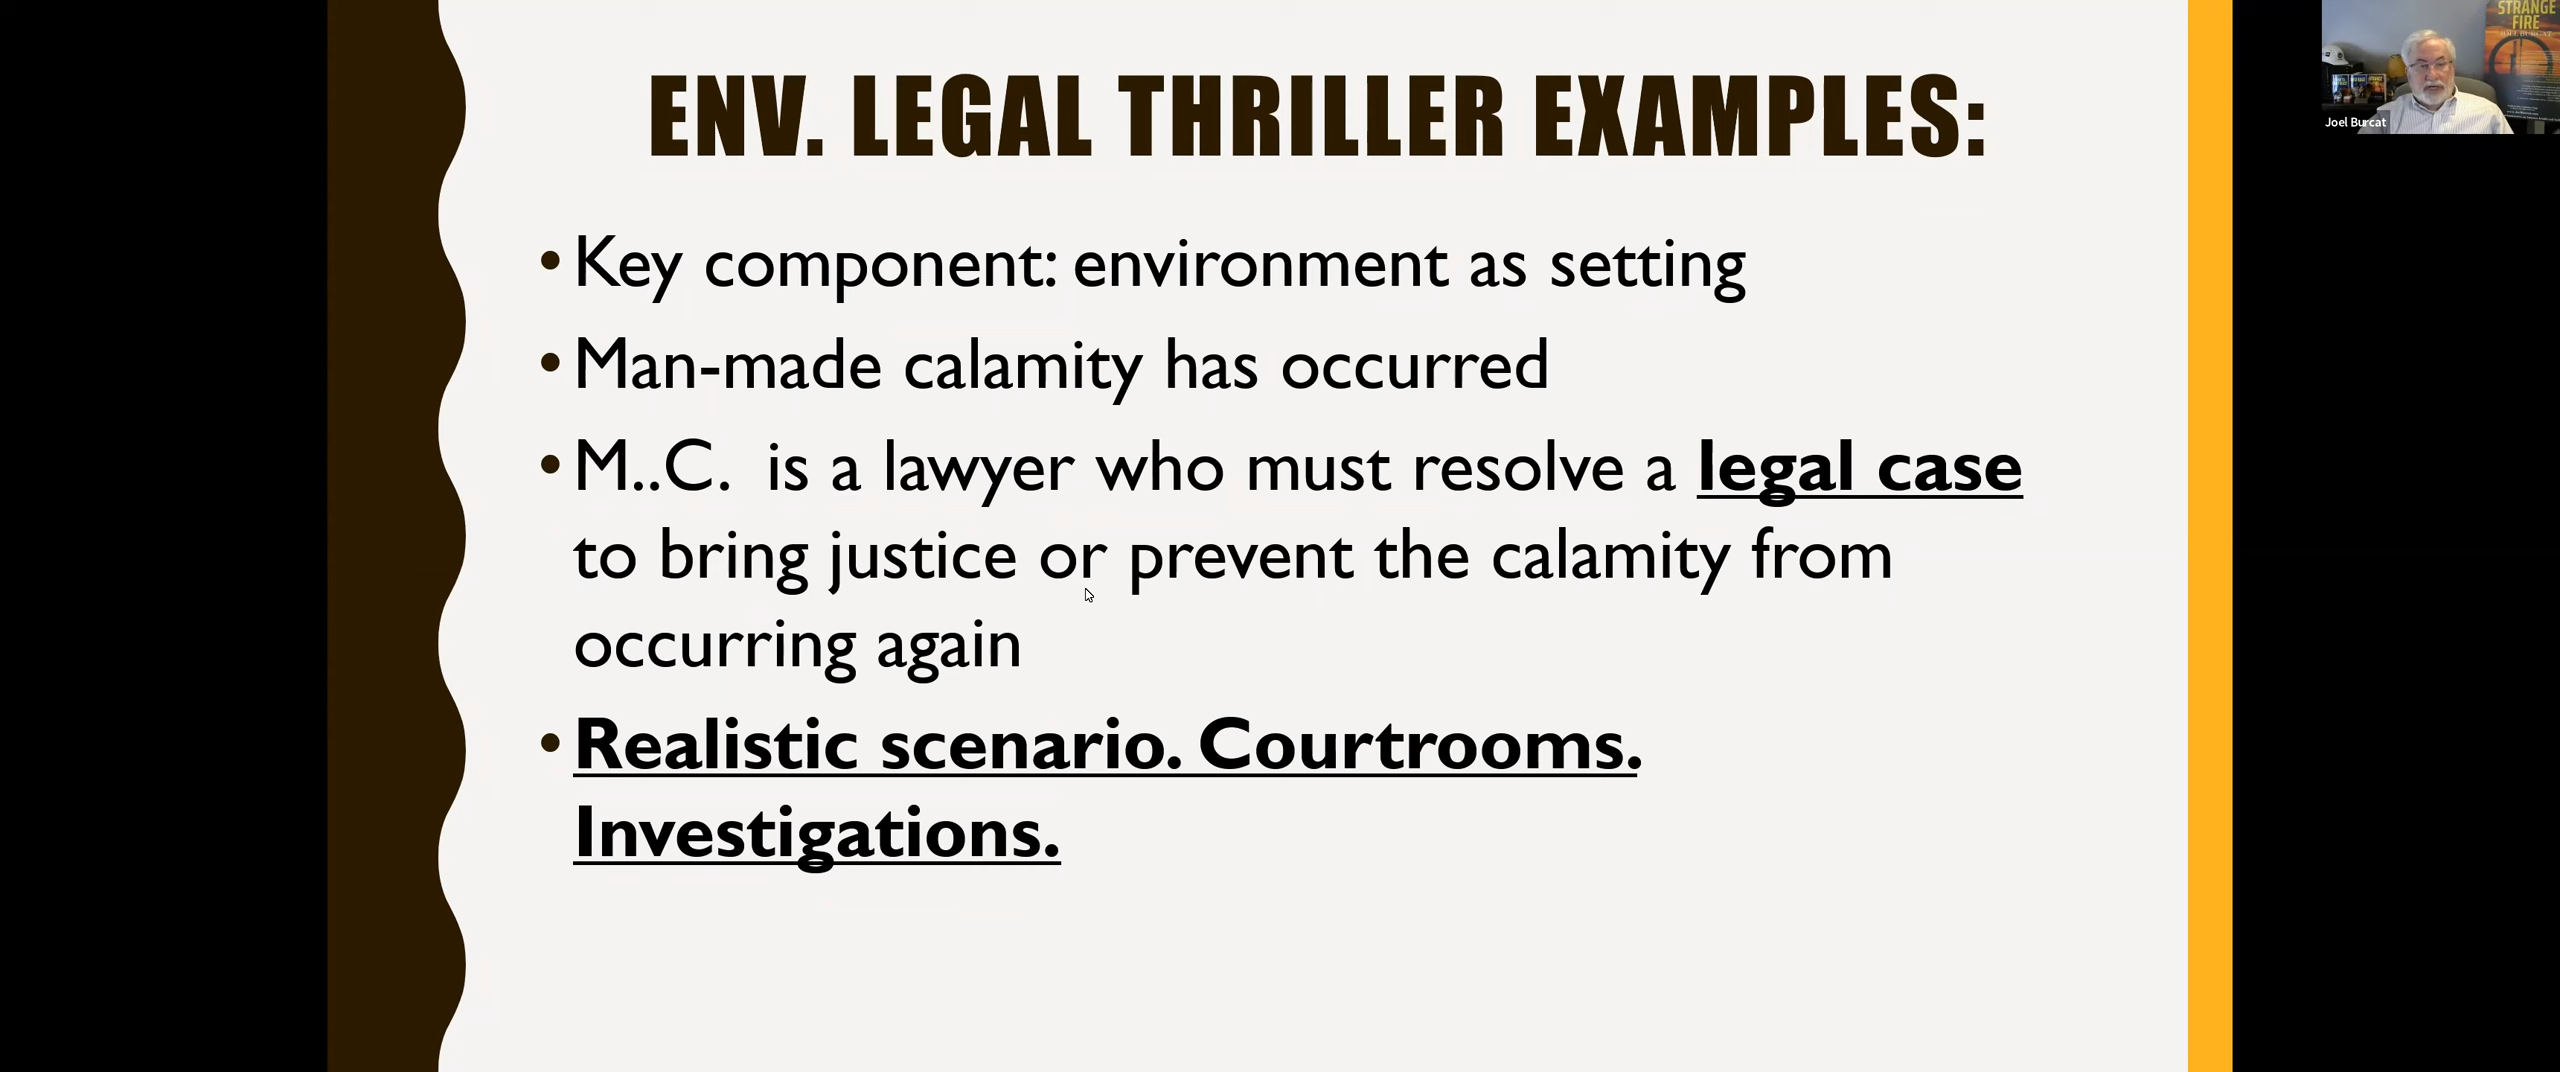 ENV. LEGAL THRILLER EXAMPLES:
• Key component: environment as setting
• Man-made calamity has occurred
• M..C.  is a lawyer who must resolve a legal case
to bring justice or prevent the calamity from
occurring again
• Realistic scenario. Courtrooms.
Investigations.
STRANGE
FIRE
JOEL BURCAT
Joel Burcat